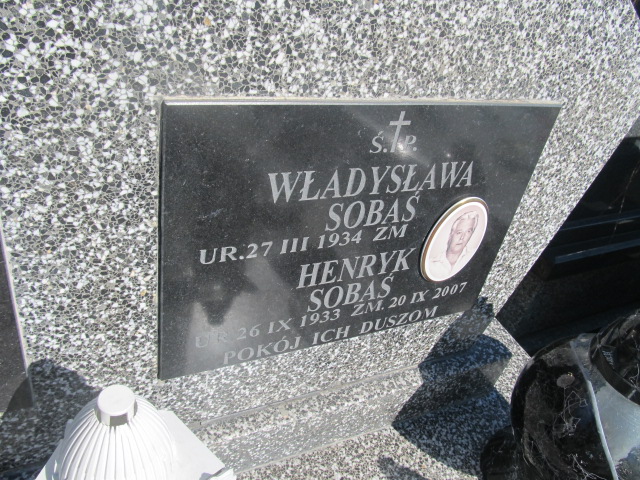 Ś. P.
WŁADYSŁAWA
SOBAŚ
UR. 27 III 1934 ZM
HENRYK
SOBAŚ
UR 26 IX 1933 ZM. 20 IX 2007
POKÓJ ICH DUSZOM